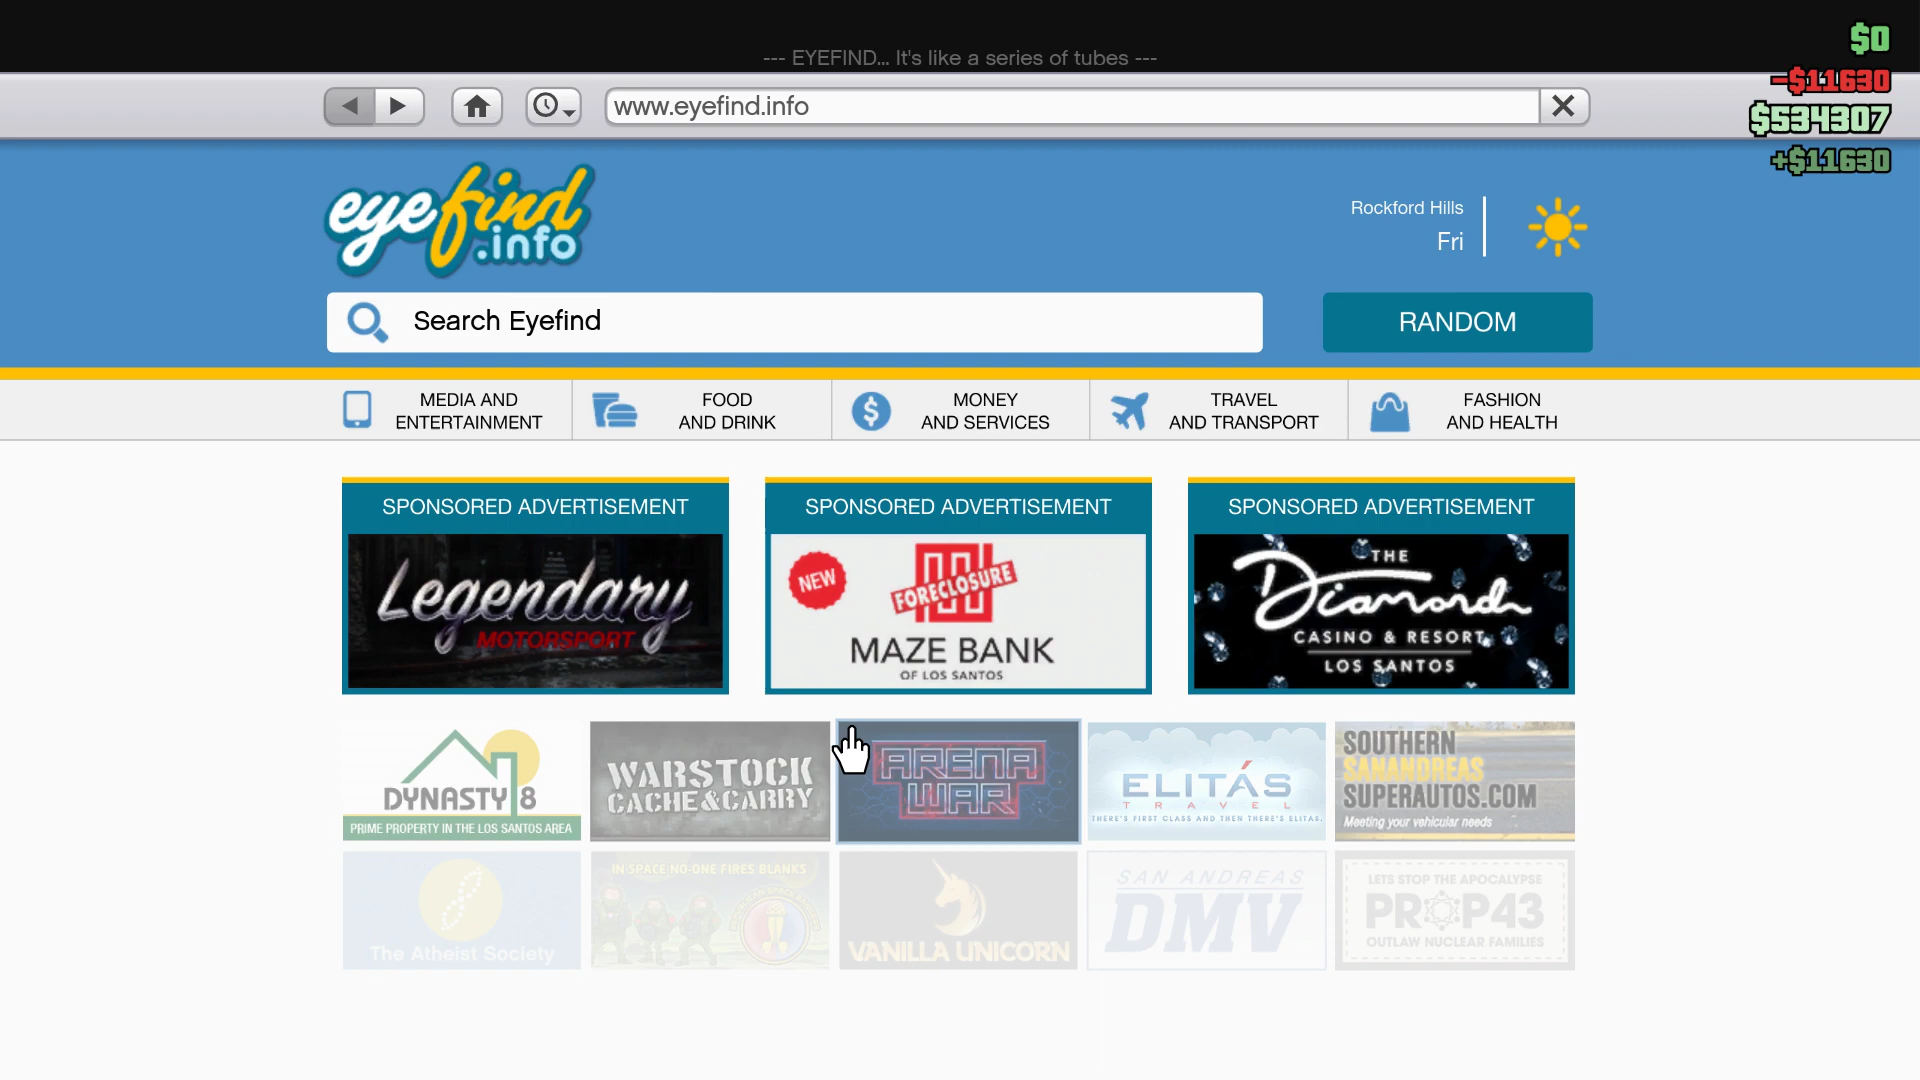 --- EYEFIND... It's like a series of tubes ---
$0
-$11630
$534307
+$11630
www.eyefind.info
eyefind
.info
Rockford Hills
Fri
Search Eyefind
RANDOM
MEDIA AND
ENTERTAINMENT
FOOD
AND DRINK
MONEY
AND SERVICES
TRAVEL
AND TRANSPORT
FASHION
AND HEALTH
SPONSORED ADVERTISEMENT
Legendary
MOTORSPORT
SPONSORED ADVERTISEMENT
NEW
FORECLOSURE
MAZE BANK
OF LOS SANTOS
SPONSORED ADVERTISEMENT
THE
Diamond
CASINO & RESORT
LOS SANTOS
DYNASTY 8
PRIME PROPERTY IN THE LOS SANTOS AREA
WARSTOCK
CACHE&CARRY
ARENA
WAR
ELITÁS
TRAVEL
THERE'S FIRST CLASS AND THEN THERE'S ELITÁS.
SOUTHERN
SANANDREAS
SUPERAUTOS.COM
Meeting your vehicular needs
The Atheist Society
IN SPACE NO-ONE FIRES BLANKS
VANILLA UNICORN
SAN ANDREAS
DMV
LETS STOP THE APOCALYPSE
PROP43
OUTLAW NUCLEAR FAMILIES